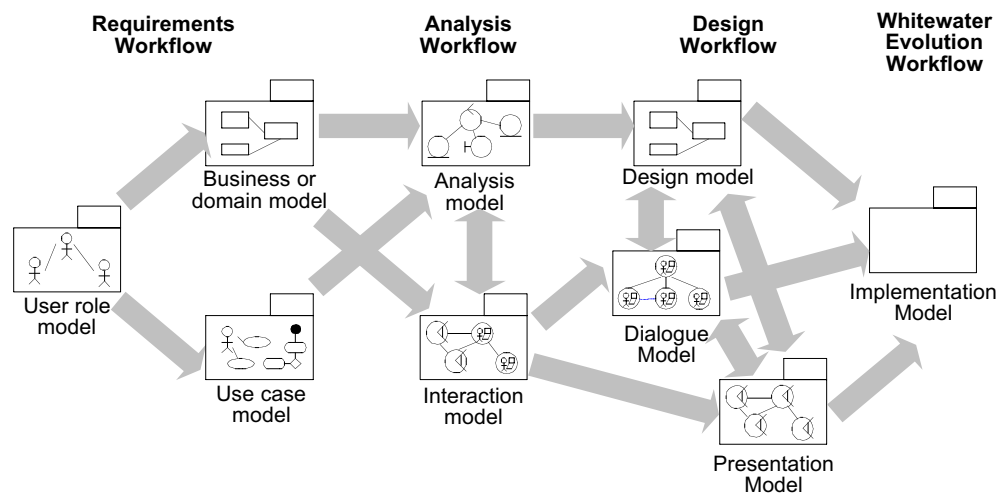 Requirements
Workflow
Analysis
Workflow
Design
Workflow
Whitewater
Evolution
Workflow
Business or
domain model
Analysis
model
Design model
User role
model
Implementation
Model
Dialogue
Model
Use case
model
Interaction
model
Presentation
Model